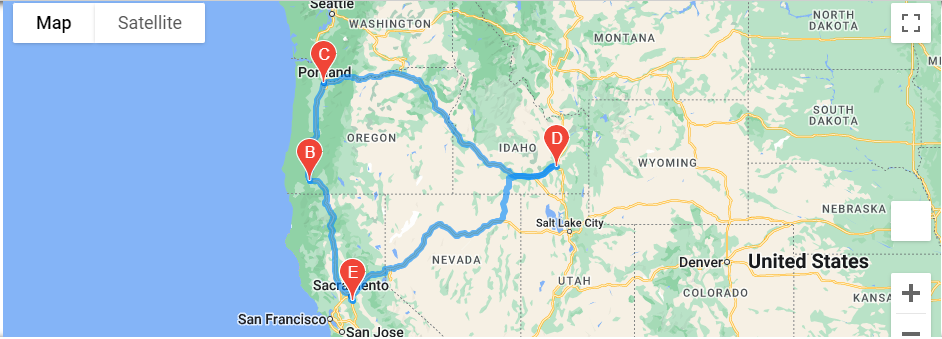 Map
Satellite
Seattle
WASHINGTON
MONTANA
NORTH
DAKOTA
C
Portland
OREGON
B
IDAHO
D
SOUTH
DAKOTA
WYOMING
NEBRASKA
Salt Lake City
NEVADA
UTAH
Denver
United States
COLORADO
E
Sacramento
San Francisco
San Jose